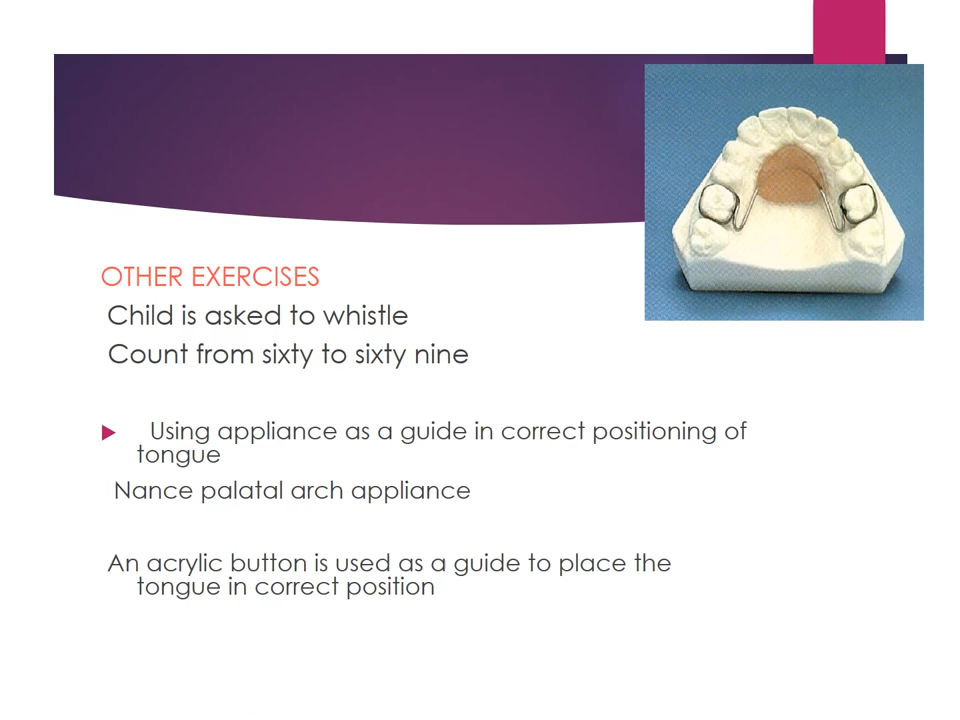 OTHER EXERCISES
Child is asked to whistle
Count from sixty to sixty nine
Using appliance as a guide in correct positioning of
tongue
Nance palatal arch appliance
An acrylic button is used as a guide to place the
tongue in correct position